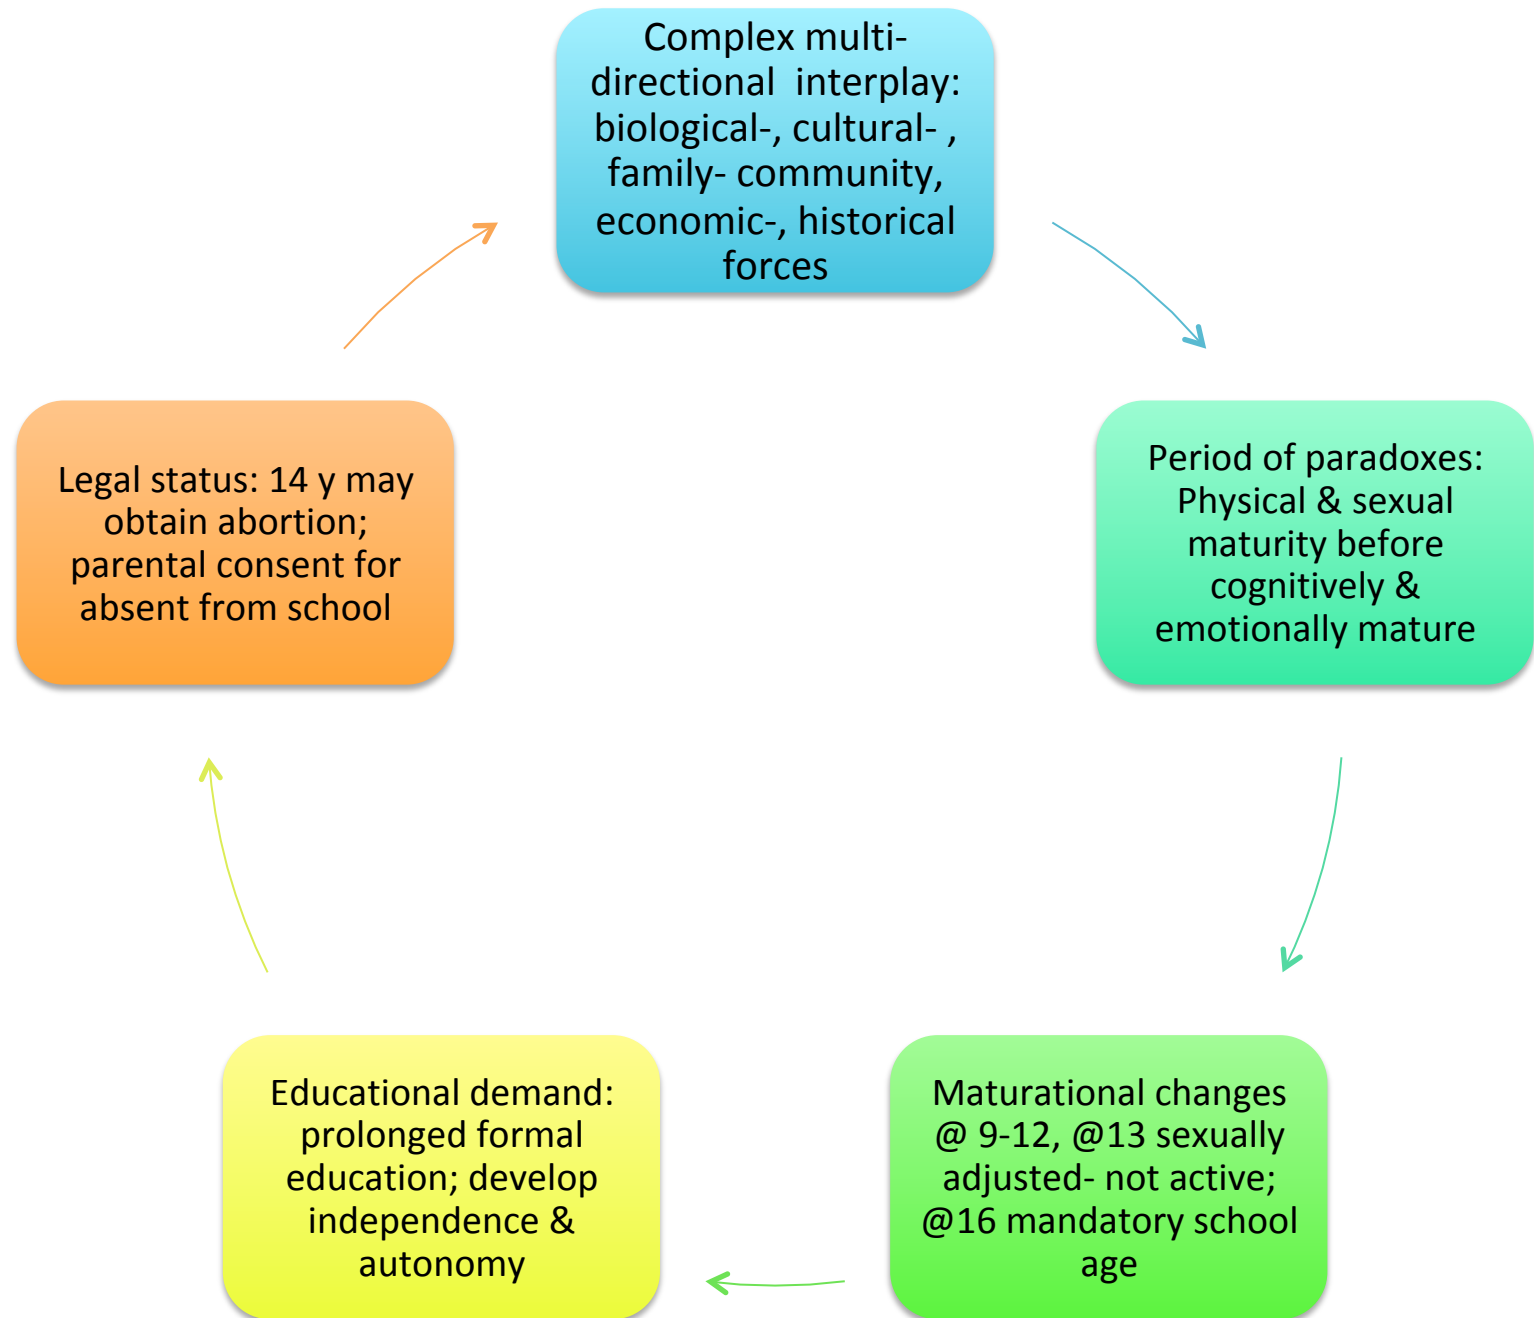 Complex multi-
directional interplay:
biological-, cultural- ,
family- community,
economic-, historical
forces
Period of paradoxes:
Physical & sexual
maturity before
cognitively &
emotionally mature
Maturational changes
@ 9-12, @13 sexually
adjusted- not active;
@16 mandatory school
age
Educational demand:
prolonged formal
education; develop
independence &
autonomy
Legal status: 14 y may
obtain abortion;
parental consent for
absent from school